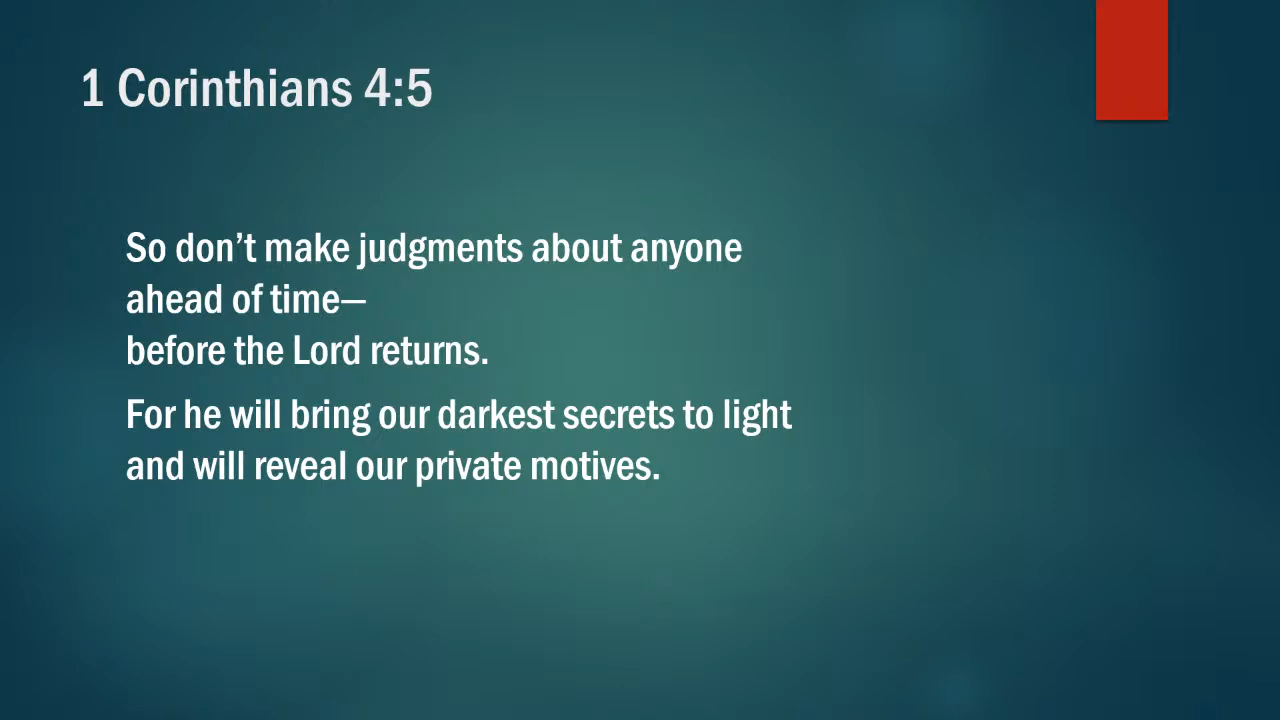 1 Corinthians 4:5
So don’t make judgments about anyone
ahead of time—
before the Lord returns.
For he will bring our darkest secrets to light
and will reveal our private motives.